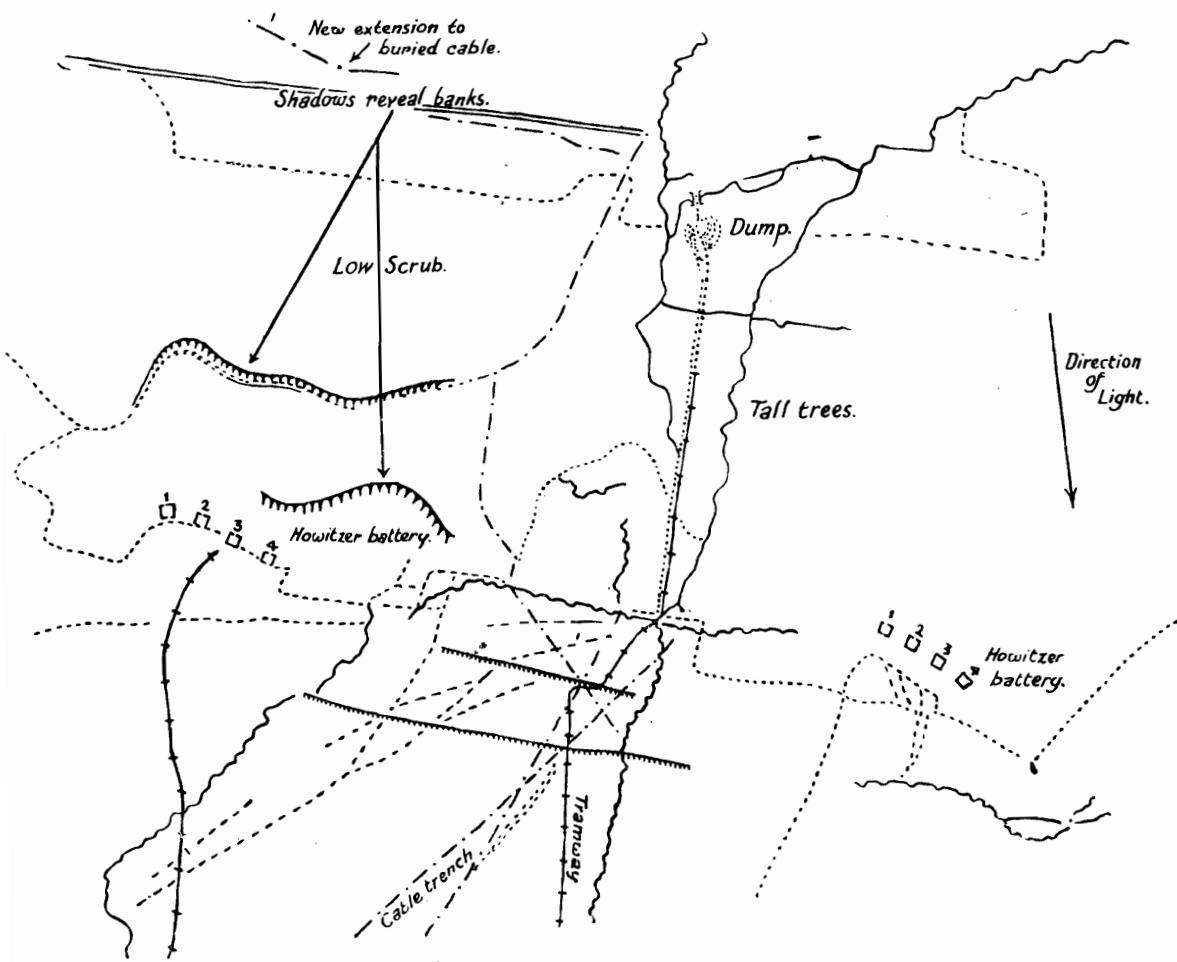 New extension to
buried cable.
Shadows reveal banks.
Low Scrub.
Dump.
Direction
of
Light.
Tall trees.
1
2
3
4
Howitzer battery.
1
2
3
4
Howitzer
battery.
Tramway
Cable trench